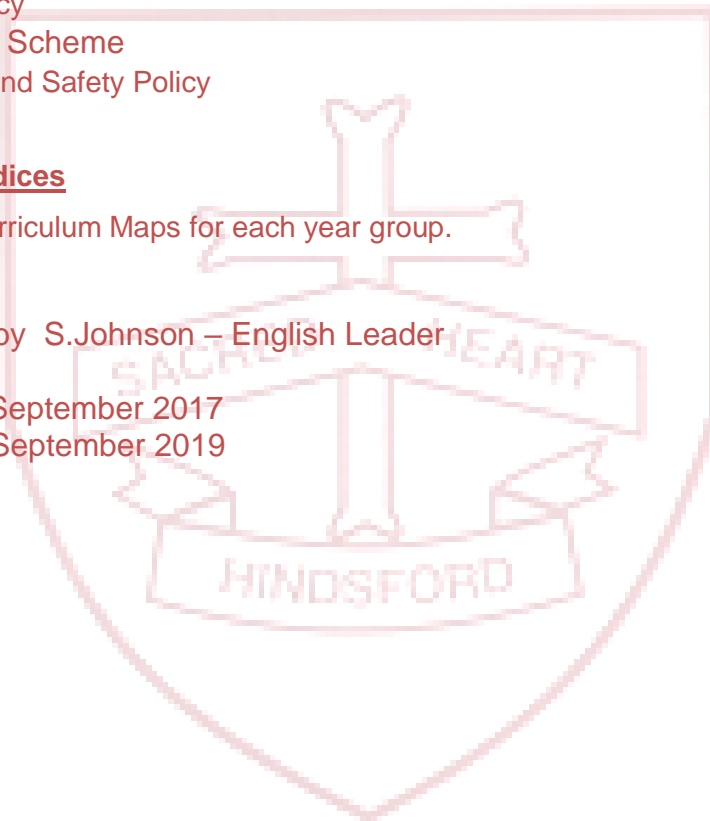 cy
Scheme
nd Safety Policy
dices
rriculum Maps for each year group.
by S.Johnson – English Leader
SACRED HEART
September 2017
September 2019
HINDSFORD